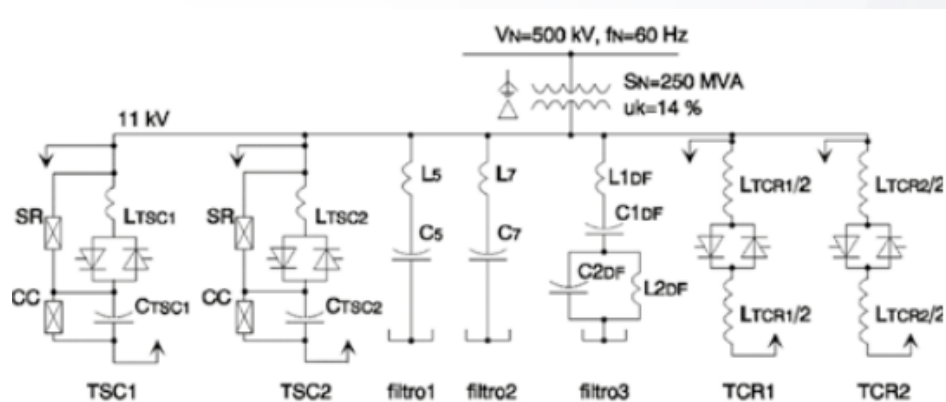 VN=500 kV, fN=60 Hz
SN=250 MVA
uk=14 %
11 kV
SR
LTSC1
CC
CTSC1
SR
LTSC2
CC
CTSC2
L5
C5
L7
C7
L1DF
C1DF
C2DF
L2DF
LTCR1/2
LTCR1/2
LTCR2/2
LTCR2/2
TSC1
TSC2
filtro1
filtro2
filtro3
TCR1
TCR2